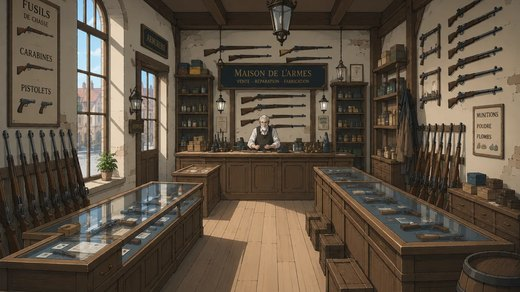 FUSILS
DE CHASSE
CARABINES
PISTOLETS
MAISON DE L'ARMES
VENTE · RÉPARATION · FABRICATION
MUNITIONS
POUDRE
PLOMBS